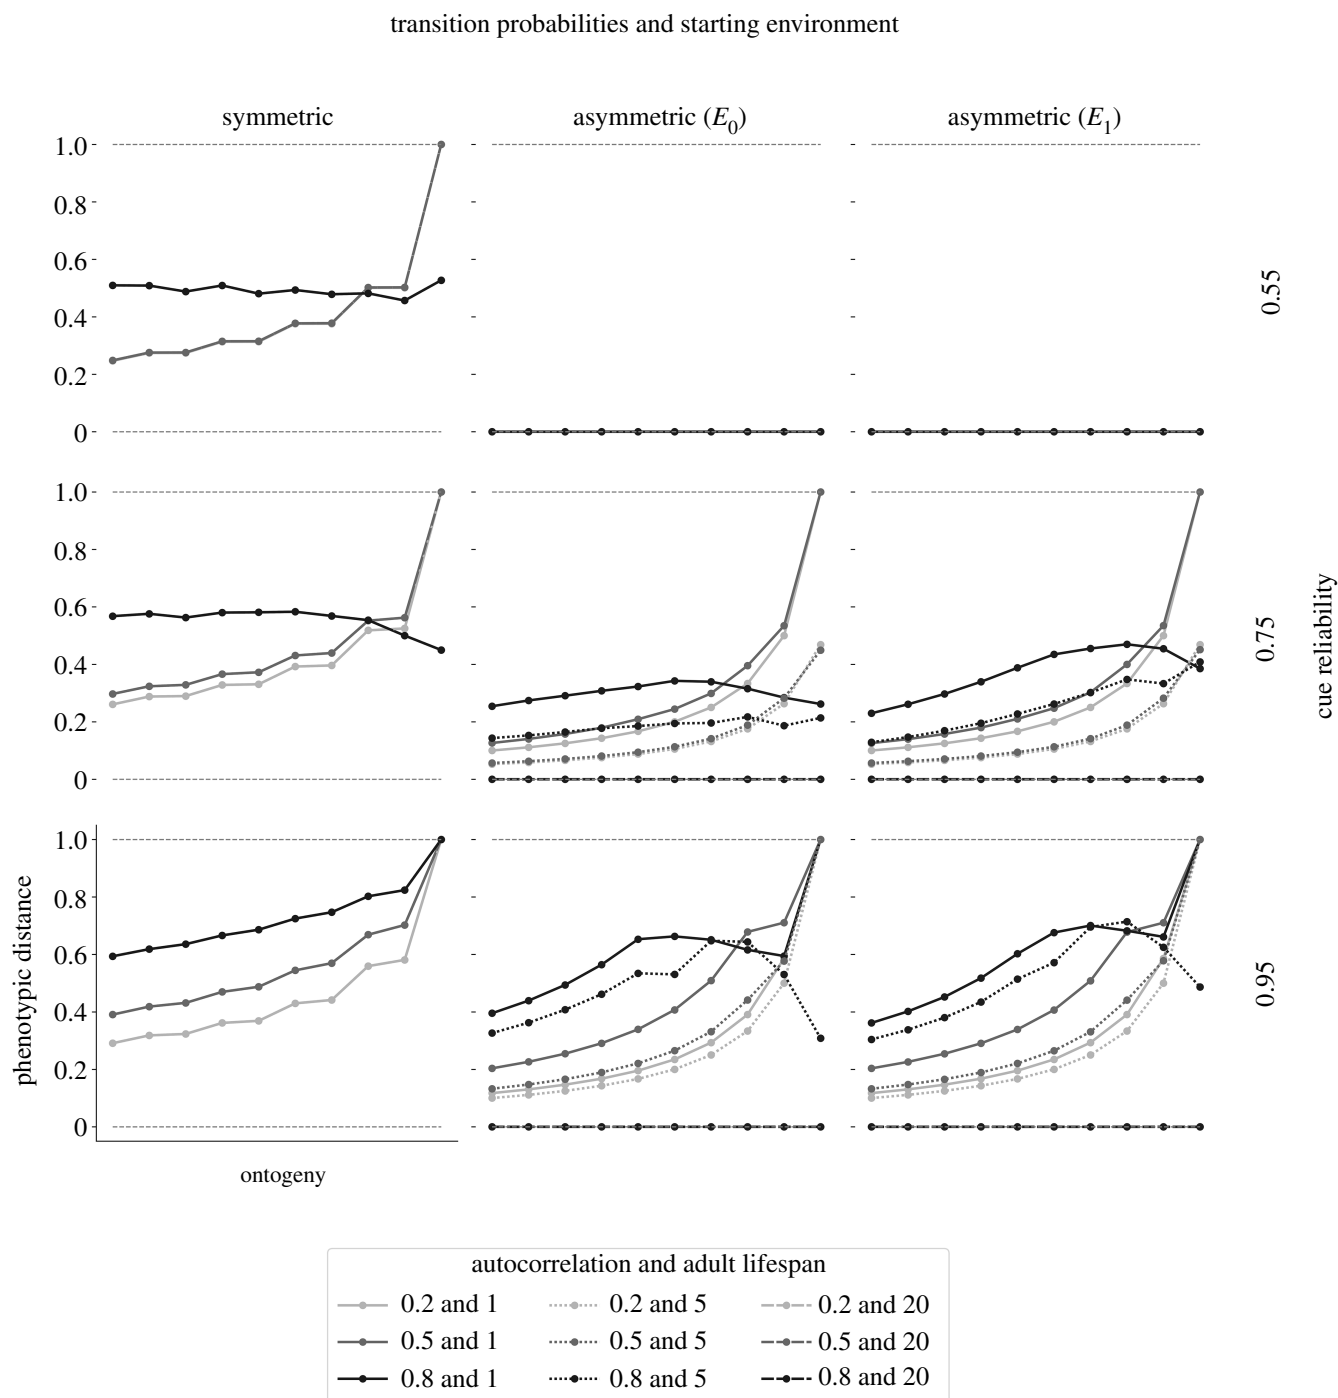 transition probabilities and starting environment
symmetric
asymmetric (E0)
asymmetric (E1)
1.0
0.8
0.6
0.4
0.2
0
0.55
1.0
0.8
0.6
0.4
0.2
0
0.75
cue reliability
1.0
0.8
0.6
0.4
0.2
0
0.95
phenotypic distance
ontogeny
autocorrelation and adult lifespan
0.2 and 1 0.2 and 5 0.2 and 20
0.5 and 1 0.5 and 5 0.5 and 20
0.8 and 1 0.8 and 5 0.8 and 20